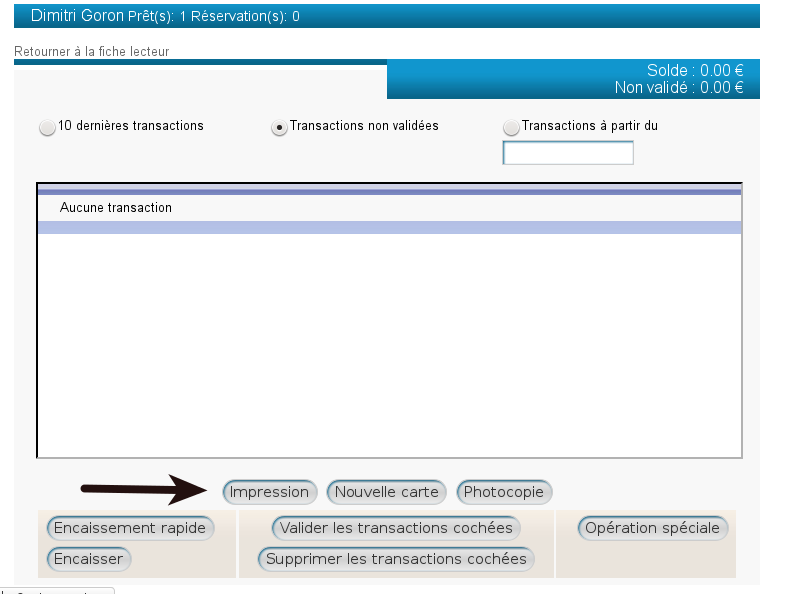 Dimitri Goron Prêt(s): 1 Réservation(s): 0
Retourner à la fiche lecteur
Solde : 0.00 €
Non validé : 0.00 €
10 dernières transactions
Transactions non validées
Transactions à partir du
Aucune transaction
Impression
Nouvelle carte
Photocopie
Encaissement rapide
Valider les transactions cochées
Opération spéciale
Encaisser
Supprimer les transactions cochées